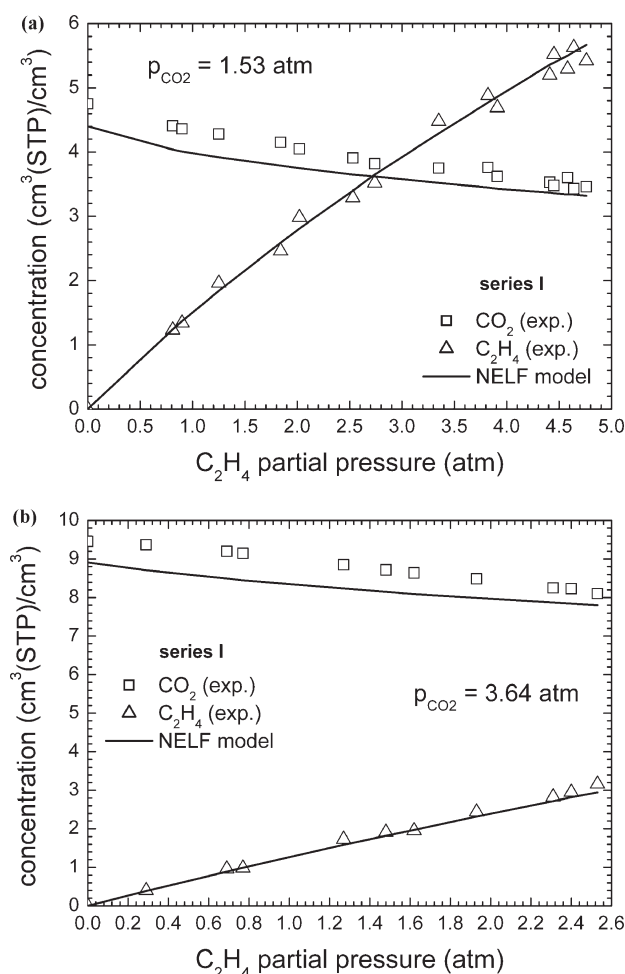 (a)
6
5
4
3
2
1
0
concentration (cm³(STP)/cm³)
p_CO2 = 1.53 atm
series I
CO₂ (exp.)
C₂H₄ (exp.)
NELF model
0.0 0.5 1.0 1.5 2.0 2.5 3.0 3.5 4.0 4.5 5.0
C₂H₄ partial pressure (atm)
(b)
10
9
8
7
6
5
4
3
2
1
0
concentration (cm³(STP)/cm³)
series I
CO₂ (exp.)
C₂H₄ (exp.)
NELF model
p_CO2 = 3.64 atm
0.0 0.2 0.4 0.6 0.8 1.0 1.2 1.4 1.6 1.8 2.0 2.2 2.4 2.6
C₂H₄ partial pressure (atm)